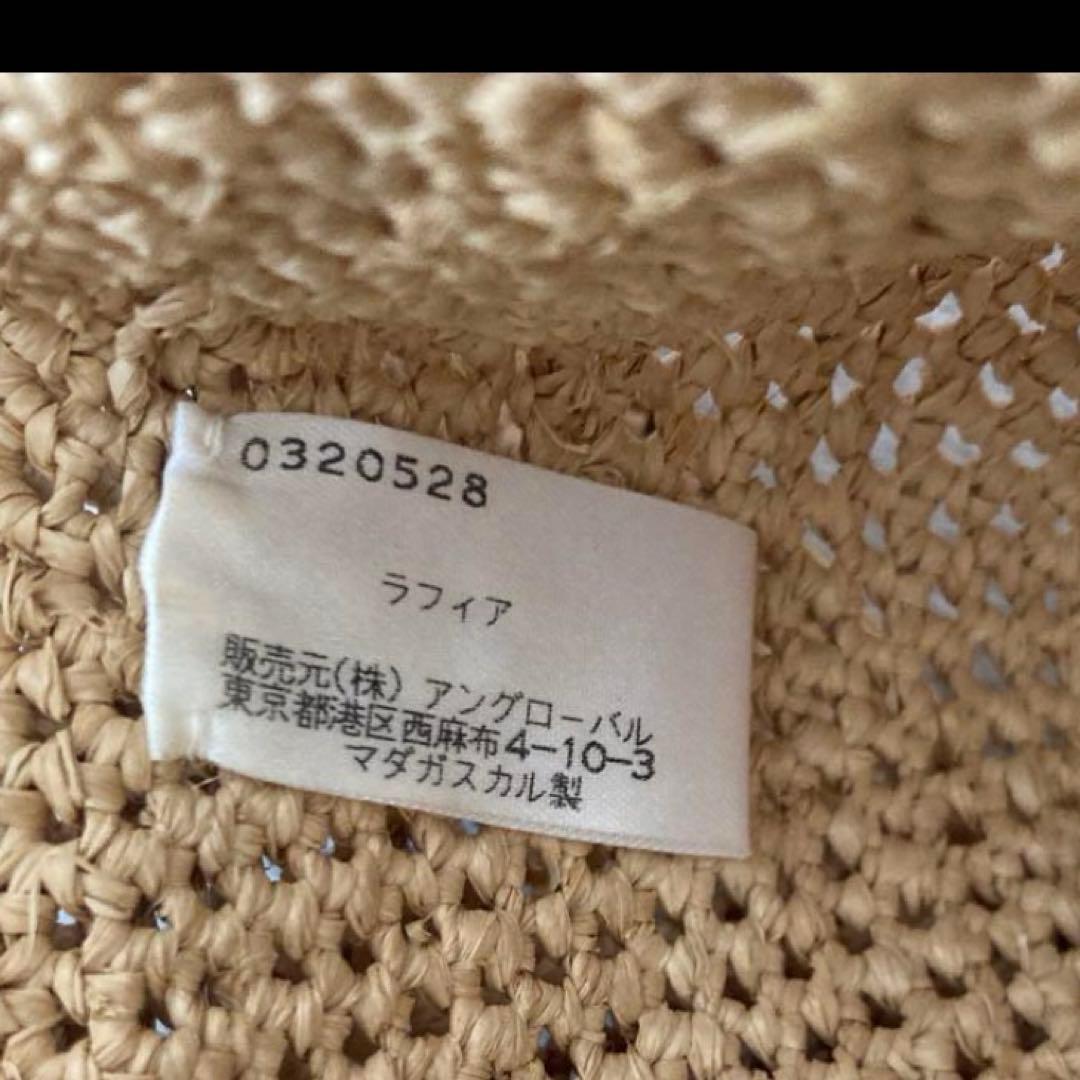 0320528
ラフィア
販売元(株) アングローバル
東京都港区西麻布4-10-3
マダガスカル製